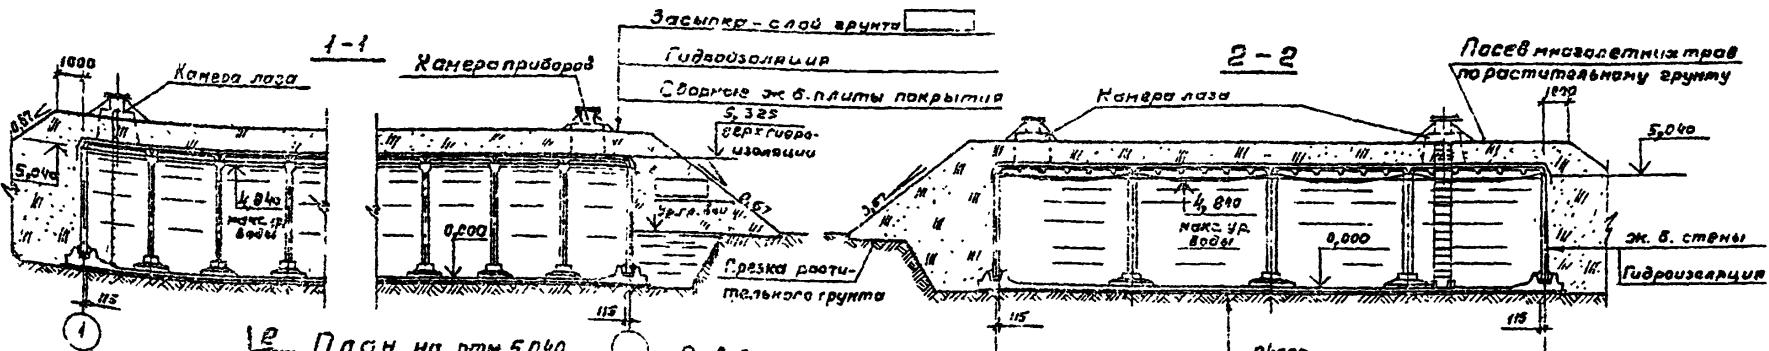 1-1
1000
Камера лаза
Камера приборов
Засыпка - слой грунта
Гидроизоляция
Сборные ж.б. плиты покрытия
5,325
верх гидро-
изоляции
5,040
4,840
макс. ур.
воды
0,000
Срезка расти-
тельного грунта
115
115
1
2-2
Камера лаза
Посев многолетних трав
по растительному грунту
5,040
4,840
макс. ур.
воды
0,000
ж.б. стены
Гидроизоляция
115
115
План на отм. 5.040